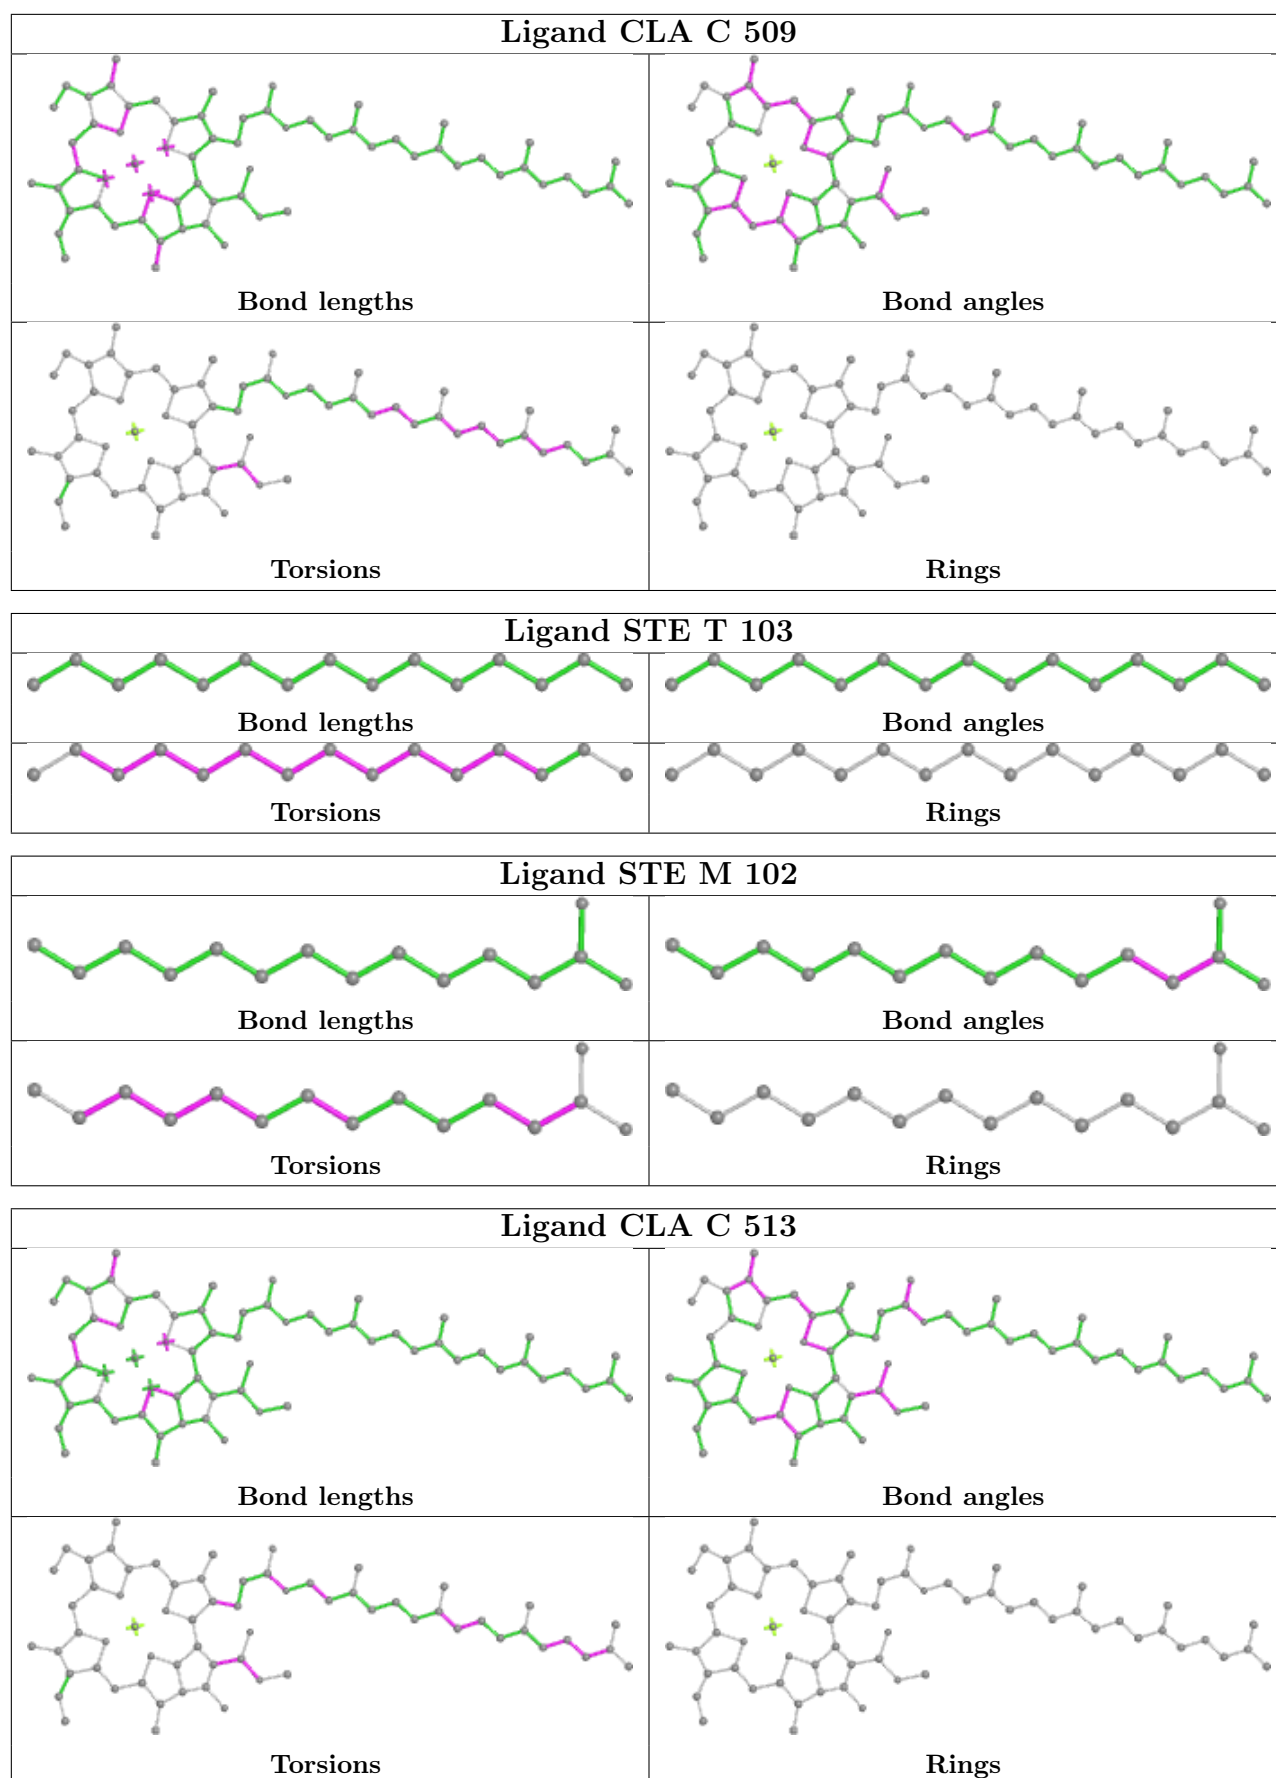 Ligand CLA C 509
Bond lengths
Bond angles
Torsions
Rings
Ligand STE T 103
Bond lengths
Bond angles
Torsions
Rings
Ligand STE M 102
Bond lengths
Bond angles
Torsions
Rings
Ligand CLA C 513
Bond lengths
Bond angles
Torsions
Rings